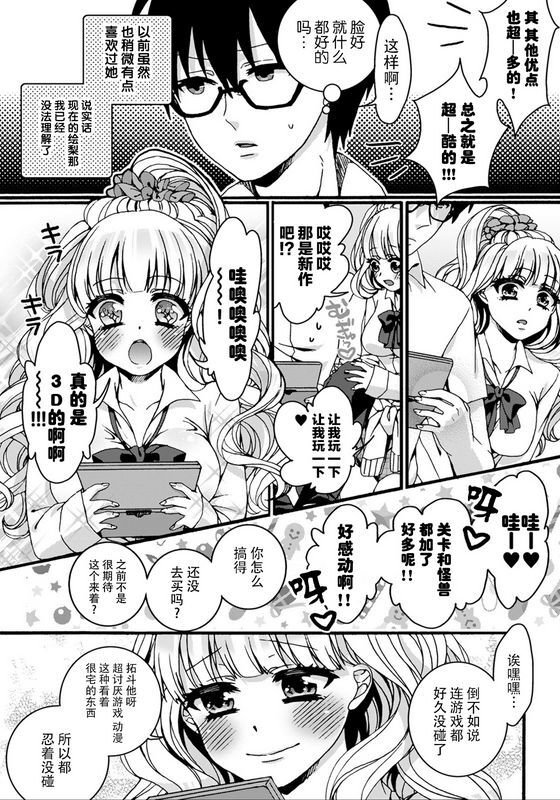 其 其他优点
也超—多的！
总之就是
超—酷的!!!
这样啊…
脸好
就什么
都好的
吗…
以前虽然
也稍微有点
喜欢过她
说实话
现在的绘梨那
我已经
没法理解了
哎哎哎
那是新作
吧!?
让我玩一下
让我玩一下
♥
哇噢噢噢噢
～～！
真的是
3D的啊啊
～～!!!
キラ
キラ
哇—♥
哇—♥
呀♥
关卡和怪兽
都加了
好多呢!!
好感动啊!!
呀♥
你怎么
搞得
还没
去买吗？
之前不是
很期待
这个来着？
诶嘿嘿…
倒不如说
连游戏都
好久没碰了
拓斗他呀
超讨厌游戏 动漫
这种看着
很宅的东西
所以都
忍着没碰